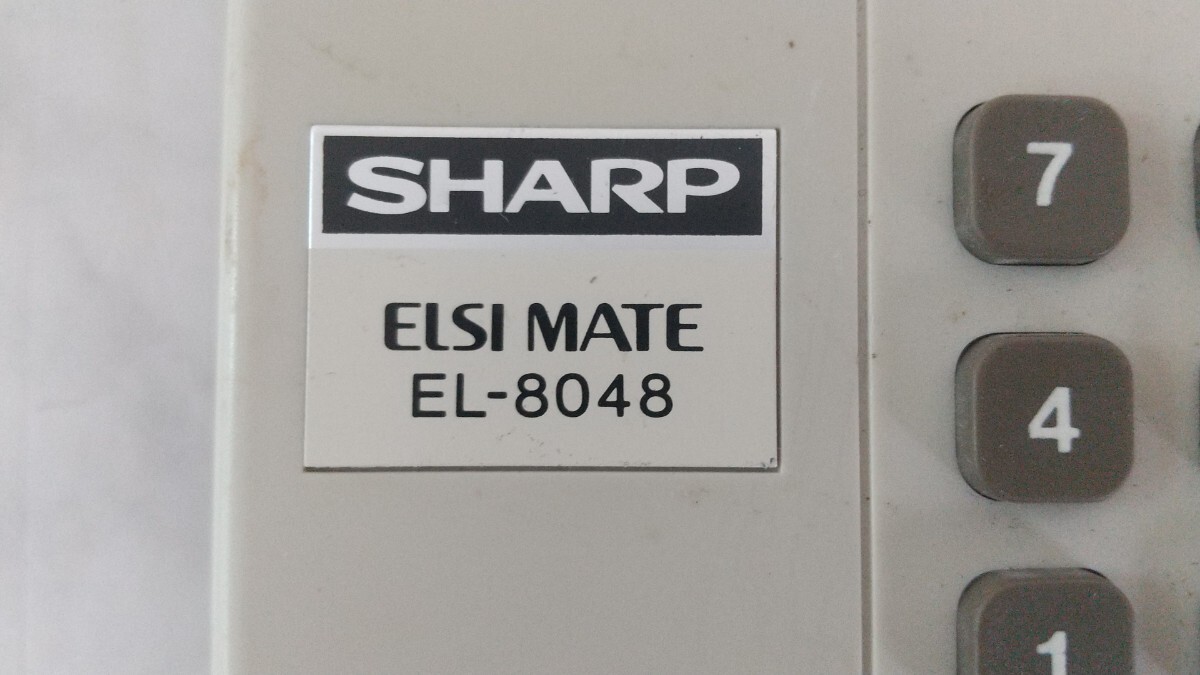 SHARP
ELSI MATE
EL-8048
7
4
1